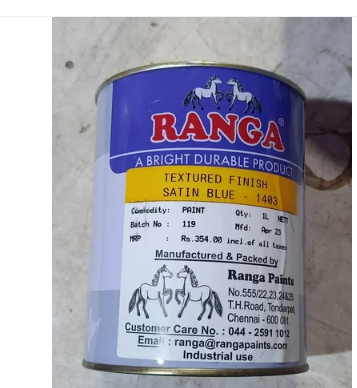 RANGA®
A BRIGHT DURABLE PRODUCT
TEXTURED FINISH
SATIN BLUE - 1403
Commodity: PAINT Qty: 1L NETT
Batch No : 119 Mfd: Apr 23
MRP : Rs.354.00 incl.of all taxes
Manufactured & Packed by
Ranga Paints
No.555/22,23,24&25
T.H.Road, Tondiarpet,
Chennai - 600 081.
Customer Care No. : 044 - 2591 1012
Email : ranga@rangapaints.com
Industrial use